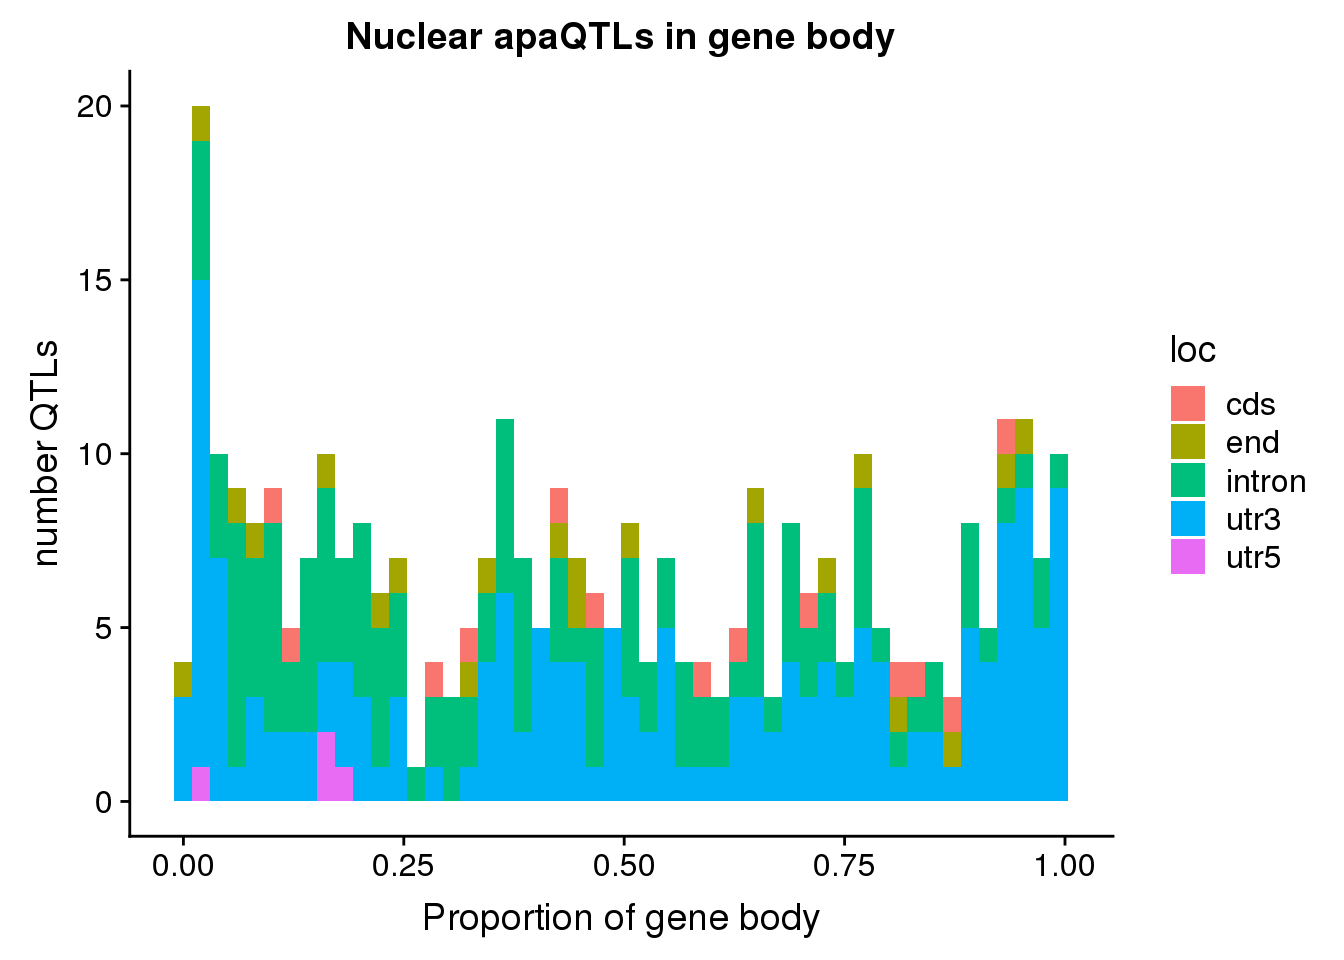 Nuclear apaQTLs in gene body
number QTLs
20
15
10
5
0
0.00 0.25 0.50 0.75 1.00
Proportion of gene body
loc
cds
end
intron
utr3
utr5